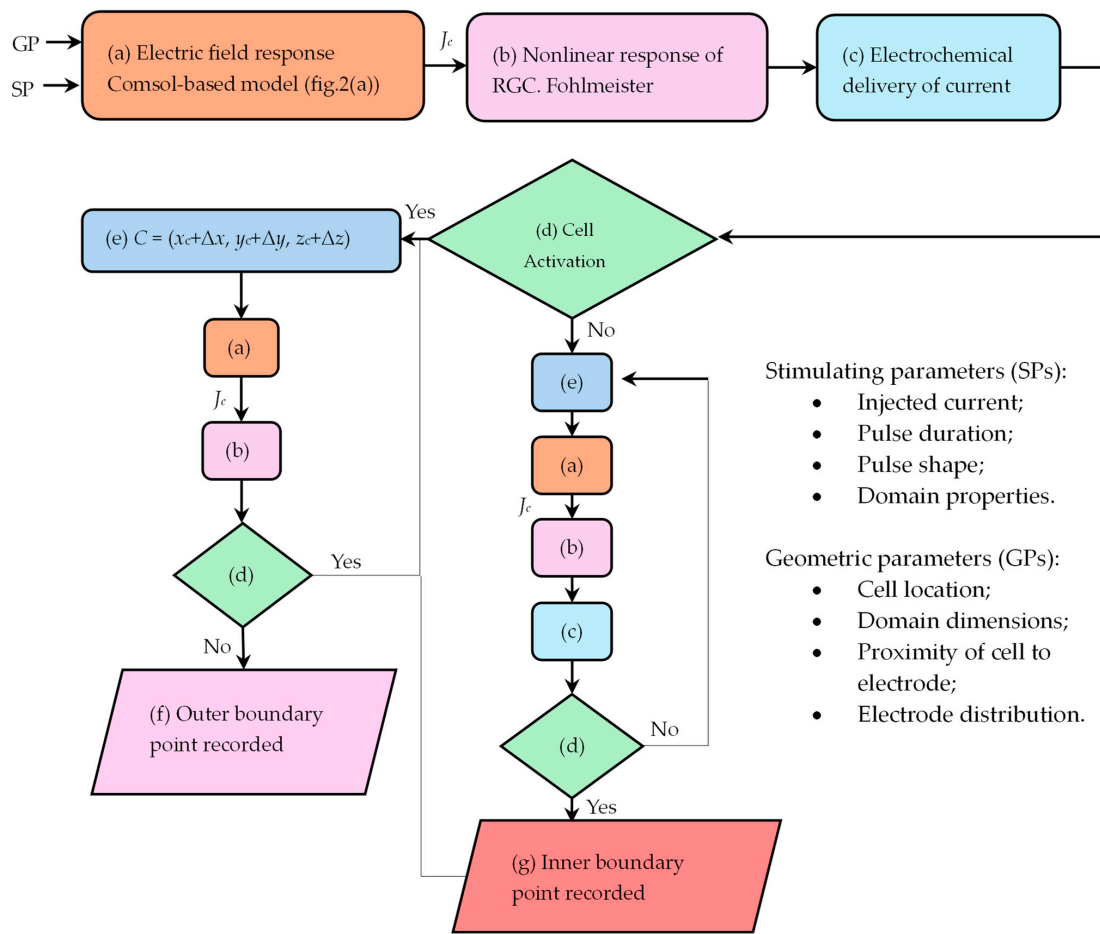 GP
SP
(a) Electric field response
Comsol-based model (fig.2(a))
Jc
(b) Nonlinear response of
RGC. Fohlmeister
(c) Electrochemical
delivery of current
(d) Cell
Activation
Yes
(e) C = (xc+Δx, yc+Δy, zc+Δz)
(a)
Jc
(b)
(d)
Yes
No
(f) Outer boundary
point recorded
No
(e)
(a)
Jc
(b)
(c)
(d)
No
Yes
(g) Inner boundary
point recorded
Stimulating parameters (SPs):
• Injected current;
• Pulse duration;
• Pulse shape;
• Domain properties.
Geometric parameters (GPs):
• Cell location;
• Domain dimensions;
• Proximity of cell to
electrode;
• Electrode distribution.